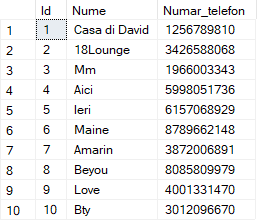 Id Nume Numar_telefon
1 1 Casa di David 1256789810
2 2 18Lounge 3426588068
3 3 Mm 1966003343
4 4 Aici 5998051736
5 5 Ieri 6157068929
6 6 Maine 8789662148
7 7 Amarin 3872006891
8 8 Beyou 8085809979
9 9 Love 4001331470
10 10 Bty 3012096670